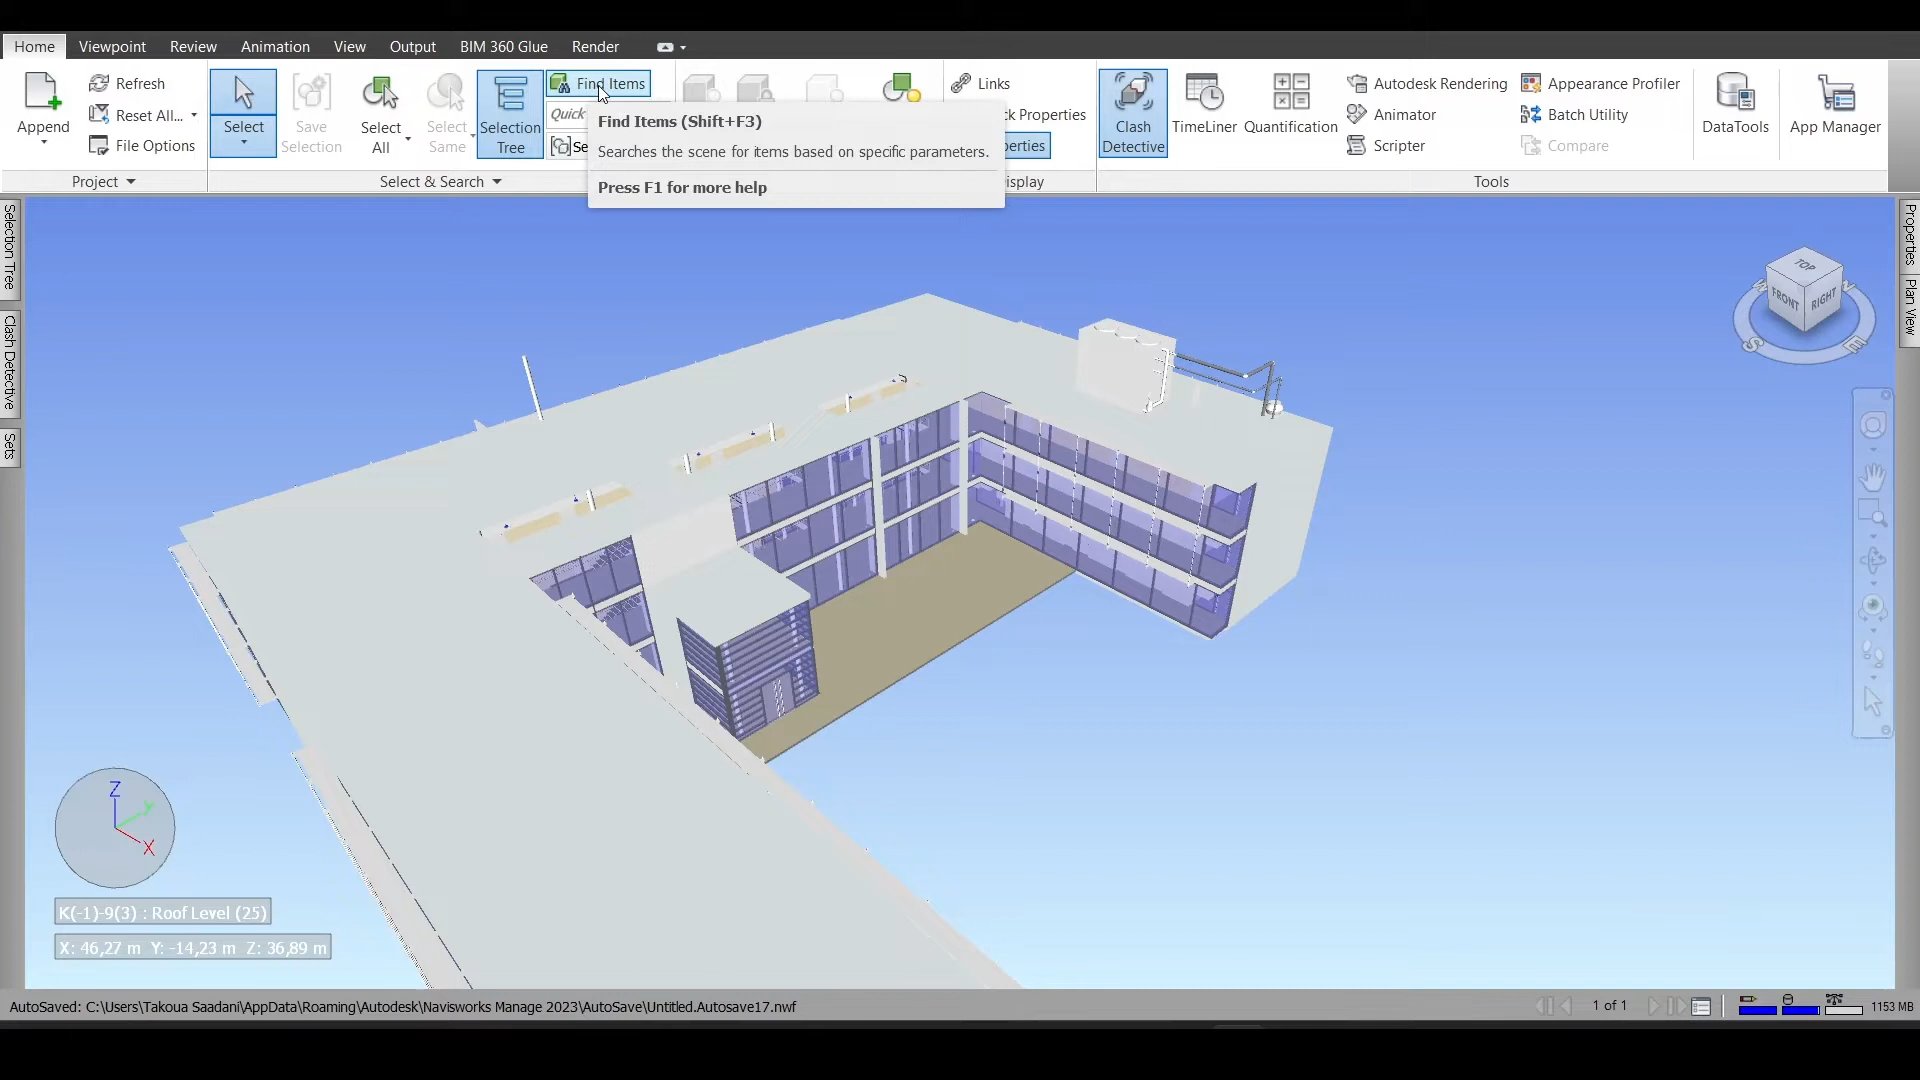 Home Viewpoint Review Animation View Output BIM 360 Glue Render
Append
Refresh
Reset All...
File Options
Project
Select
Save Selection
Select All
Select Same
Selection Tree
Find Items
Quick
Se
Select & Search
Find Items (Shift+F3)
Searches the scene for items based on specific parameters.
Press F1 for more help
Links
ck Properties
perties
isplay
Clash Detective
TimeLiner
Quantification
Autodesk Rendering
Animator
Scripter
Appearance Profiler
Batch Utility
Compare
DataTools
App Manager
Tools
Selection Tree
Clash Detective
Sets
Properties
Plan View
TOP
FRONT
RIGHT
S
E
Z
Y
X
K(-1)-9(3) : Roof Level (25)
X: 46,27 m Y: -14,23 m Z: 36,89 m
AutoSaved: C:\Users\Takoua Saadani\AppData\Roaming\Autodesk\Navisworks Manage 2023\AutoSave\Untitled.Autosave17.nwf
1 of 1
1153 MB